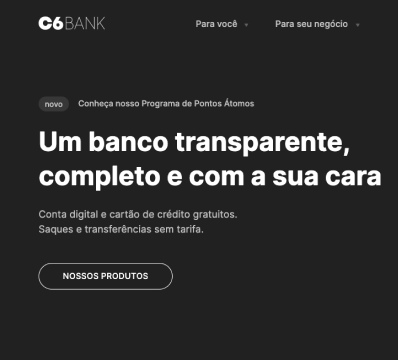 C6BANK
Para você
Para seu negócio
novo
Conheça nosso Programa de Pontos Átomos
Um banco transparente,
completo e com a sua cara
Conta digital e cartão de crédito gratuitos.
Saques e transferências sem tarifa.
NOSSOS PRODUTOS